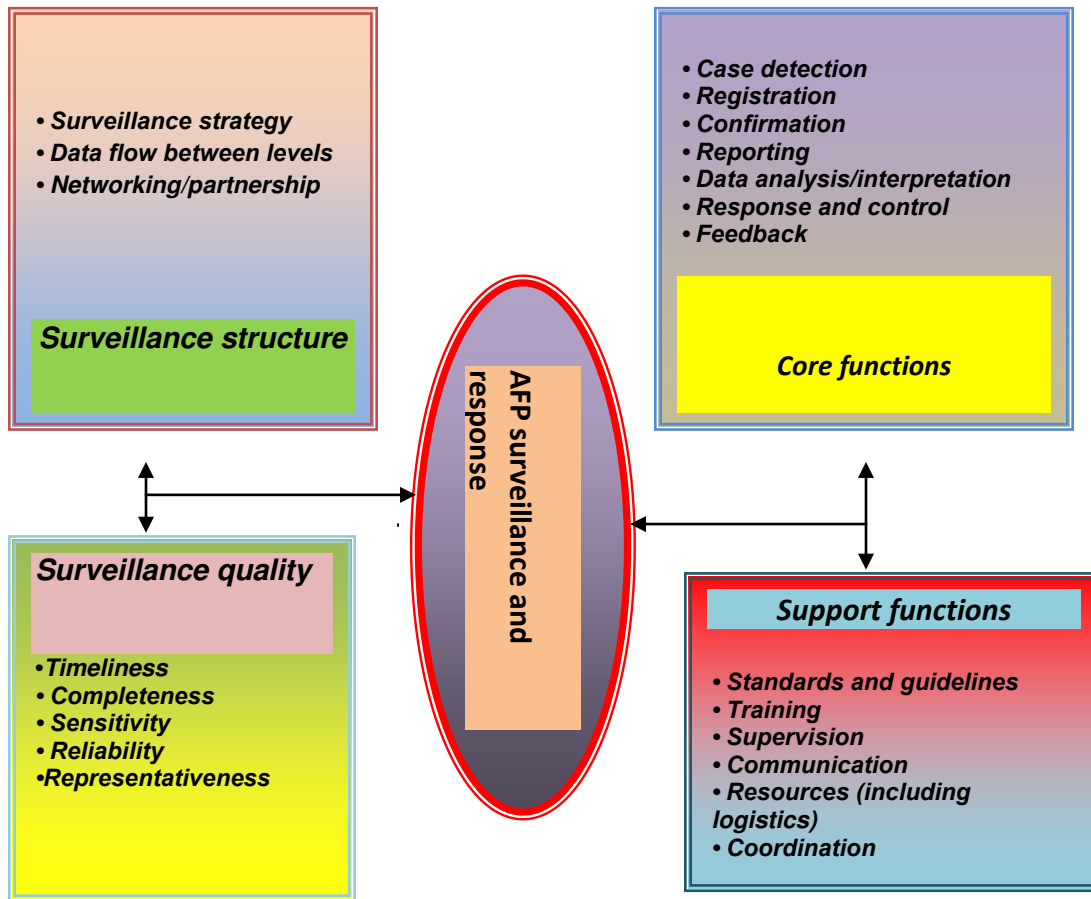 • Surveillance strategy
• Data flow between levels
• Networking/partnership
Surveillance structure
• Case detection
• Registration
• Confirmation
• Reporting
• Data analysis/interpretation
• Response and control
• Feedback
Core functions
AFP surveillance and
response
Surveillance quality
•Timeliness
• Completeness
• Sensitivity
• Reliability
•Representativeness
Support functions
• Standards and guidelines
• Training
• Supervision
• Communication
• Resources (including
logistics)
• Coordination